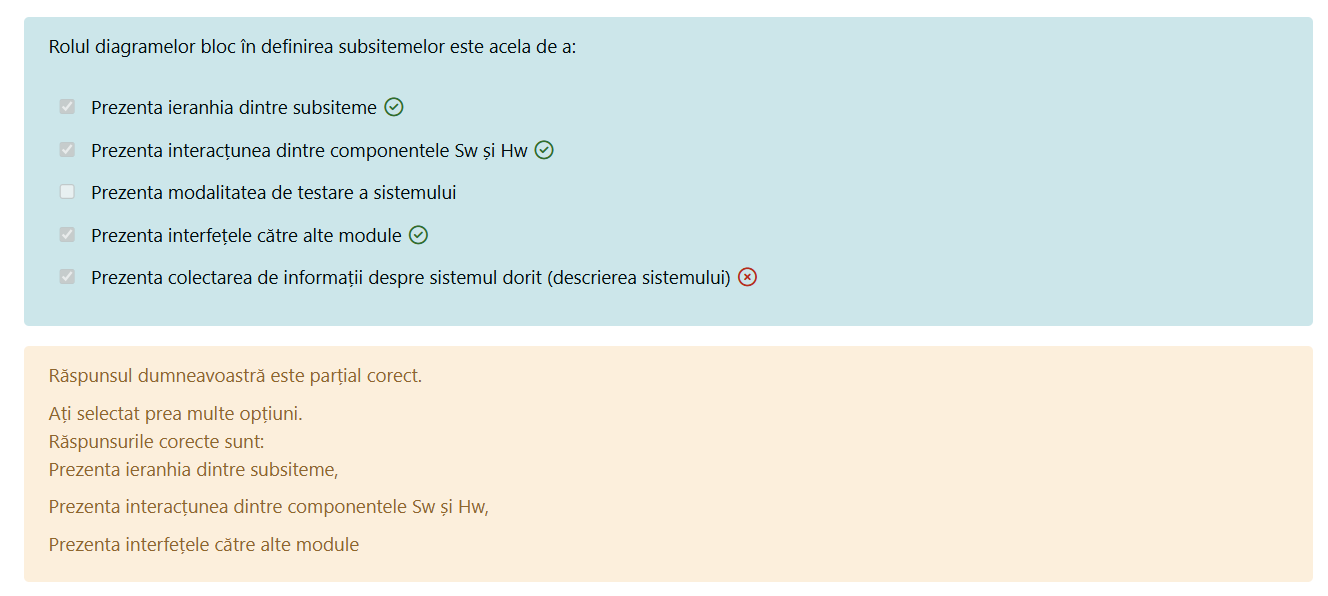 Rolul diagramelor bloc în definirea subsitemelor este acela de a:
Prezenta ieranhia dintre subsiteme
Prezenta interacțunea dintre componentele Sw și Hw
Prezenta modalitatea de testare a sistemului
Prezenta interfețele către alte module
Prezenta colectarea de informații despre sistemul dorit (descrierea sistemului)
Răspunsul dumneavoastră este parțial corect.
Ați selectat prea multe opțiuni.
Răspunsurile corecte sunt:
Prezenta ieranhia dintre subsiteme,
Prezenta interacțunea dintre componentele Sw și Hw,
Prezenta interfețele către alte module